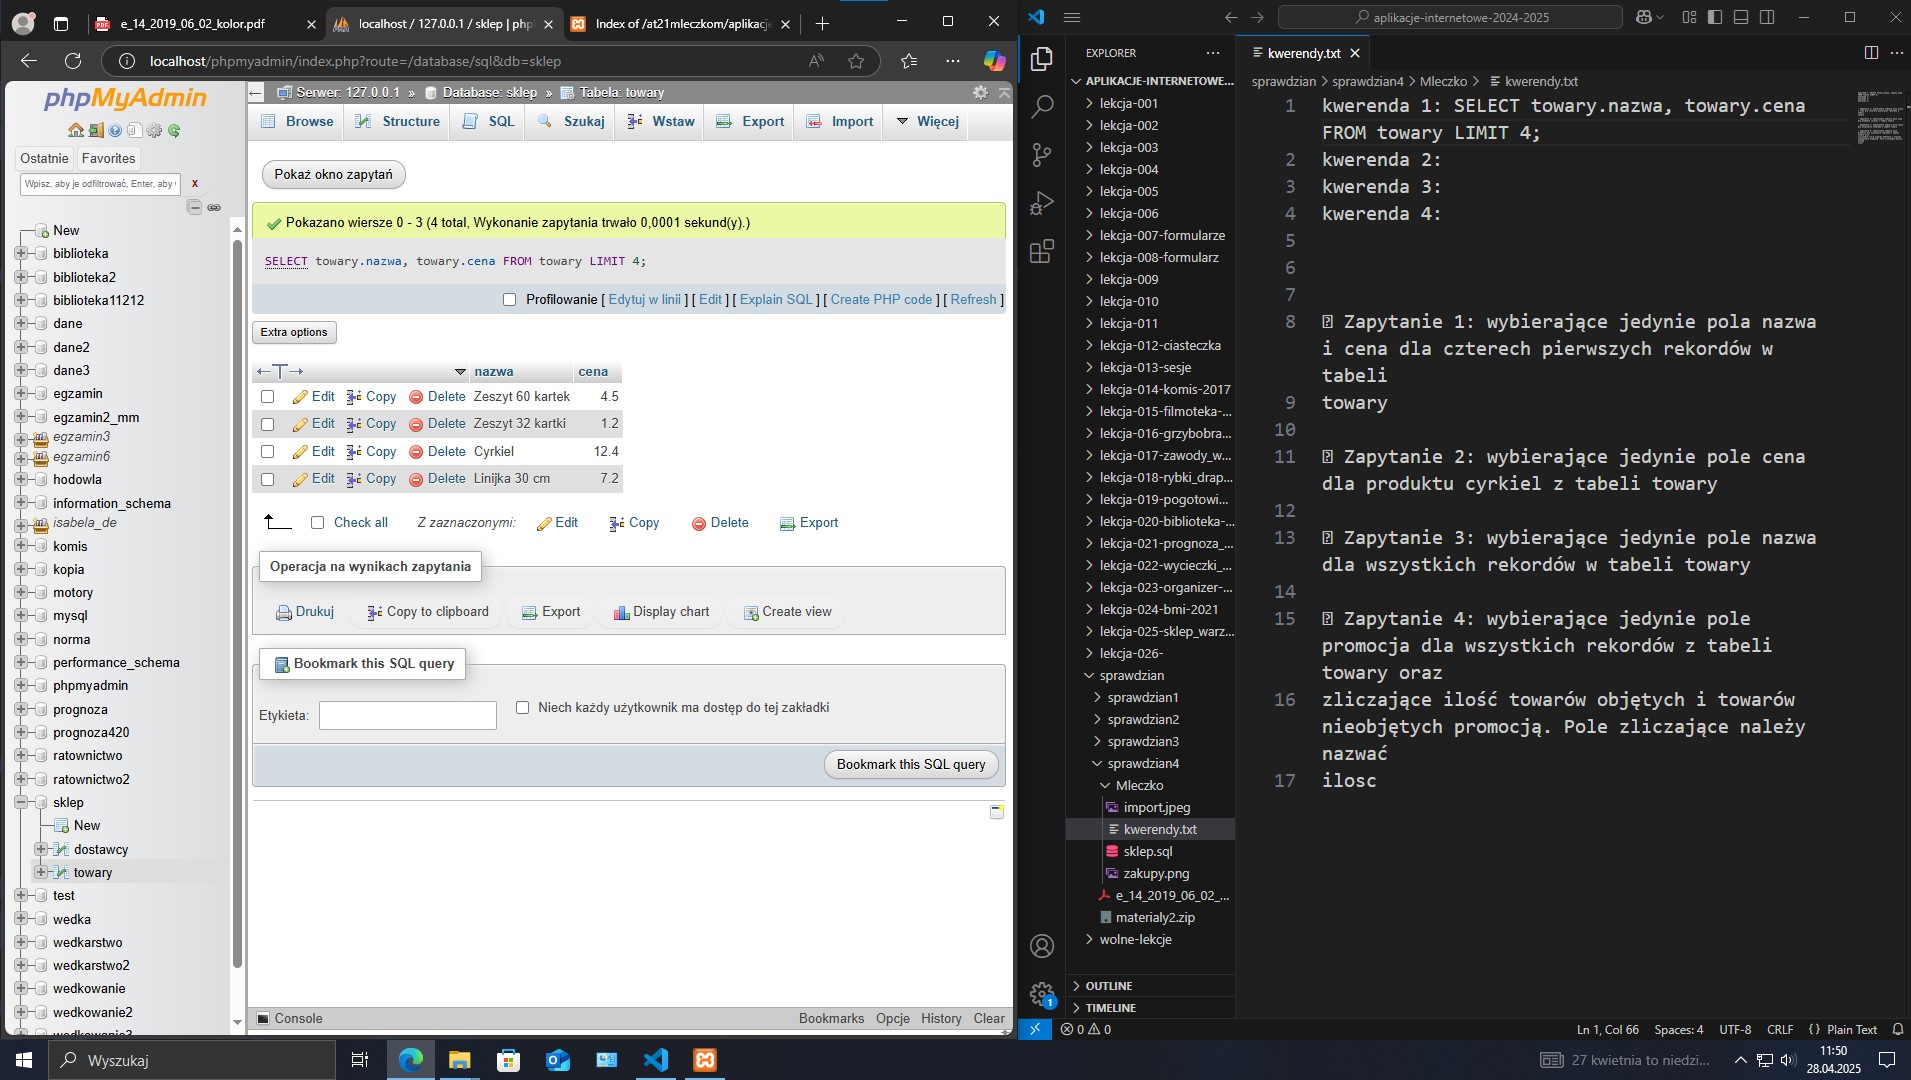 e_14_2019_06_02_kolor.pdf
localhost / 127.0.0.1 / sklep | php
Index of /at21mleczkom/aplikacje
localhost/phpmyadmin/index.php?route=/database/sql&db=sklep
phpMyAdmin
Ostatnie
Favorites
Wpisz, aby je odfiltrować, Enter, aby
X
New
biblioteka
biblioteka2
biblioteka11212
dane
dane2
dane3
egzamin
egzamin2_mm
egzamin3
egzamin6
hodowla
information_schema
isabela_de
komis
kopia
motory
mysql
norma
performance_schema
phpmyadmin
prognoza
prognoza420
ratownictwo
ratownictwo2
sklep
New
dostawcy
towary
test
wedka
wedkarstwo
wedkarstwo2
wedkowanie
wedkowanie2
wedkowanie3
Serwer: 127.0.0.1 » Database: sklep » Tabela: towary
Browse Structure SQL Szukaj Wstaw Export Import Więcej
Pokaż okno zapytań
Pokazano wiersze 0 - 3 (4 total, Wykonanie zapytania trwało 0,0001 sekund(y).)
SELECT towary.nazwa, towary.cena FROM towary LIMIT 4;
Profilowanie [ Edytuj w linii ] [ Edit ] [ Explain SQL ] [ Create PHP code ] [ Refresh ]
Extra options
nazwa cena
Edit Copy Delete Zeszyt 60 kartek 4.5
Edit Copy Delete Zeszyt 32 kartki 1.2
Edit Copy Delete Cyrkiel 12.4
Edit Copy Delete Linijka 30 cm 7.2
Check all Z zaznaczonymi: Edit Copy Delete Export
Operacja na wynikach zapytania
Drukuj Copy to clipboard Export Display chart Create view
Bookmark this SQL query
Etykieta: Niech każdy użytkownik ma dostęp do tej zakładki
Bookmark this SQL query
Console Bookmarks Opcje History Clear
aplikacje-internetowe-2024-2025
EXPLORER
APLIKACJE-INTERNETOWE...
lekcja-001
lekcja-002
lekcja-003
lekcja-004
lekcja-005
lekcja-006
lekcja-007-formularze
lekcja-008-formularz
lekcja-009
lekcja-010
lekcja-011
lekcja-012-ciasteczka
lekcja-013-sesje
lekcja-014-komis-2017
lekcja-015-filmoteka-...
lekcja-016-grzybobra...
lekcja-017-zawody_w...
lekcja-018-rybki_drap...
lekcja-019-pogotowi...
lekcja-020-biblioteka-...
lekcja-021-prognoza_...
lekcja-022-wycieczki_...
lekcja-023-organizer-...
lekcja-024-bmi-2021
lekcja-025-sklep_warz...
lekcja-026-
sprawdzian
sprawdzian1
sprawdzian2
sprawdzian3
sprawdzian4
Mleczko
import.jpeg
kwerendy.txt
sklep.sql
zakupy.png
e_14_2019_06_02_...
materialy2.zip
wolne-lekcje
OUTLINE
TIMELINE
kwerendy.txt
sprawdzian > sprawdzian4 > Mleczko > kwerendy.txt
1 kwerenda 1: SELECT towary.nazwa, towary.cena
FROM towary LIMIT 4;
2 kwerenda 2:
3 kwerenda 3:
4 kwerenda 4:
5
6
7
8 Zapytanie 1: wybierające jedynie pola nazwa
i cena dla czterech pierwszych rekordów w
tabeli
9 towary
10
11 Zapytanie 2: wybierające jedynie pole cena
dla produktu cyrkiel z tabeli towary
12
13 Zapytanie 3: wybierające jedynie pole nazwa
dla wszystkich rekordów w tabeli towary
14
15 Zapytanie 4: wybierające jedynie pole
promocja dla wszystkich rekordów z tabeli
towary oraz
16 zliczające ilość towarów objętych i towarów
nieobjętych promocją. Pole zliczające należy
nazwać
17 ilosc
0 0
Ln 1, Col 66 Spaces: 4 UTF-8 CRLF {} Plain Text
1
Wyszukaj
27 kwietnia to niedzi...
11:50
28.04.2025